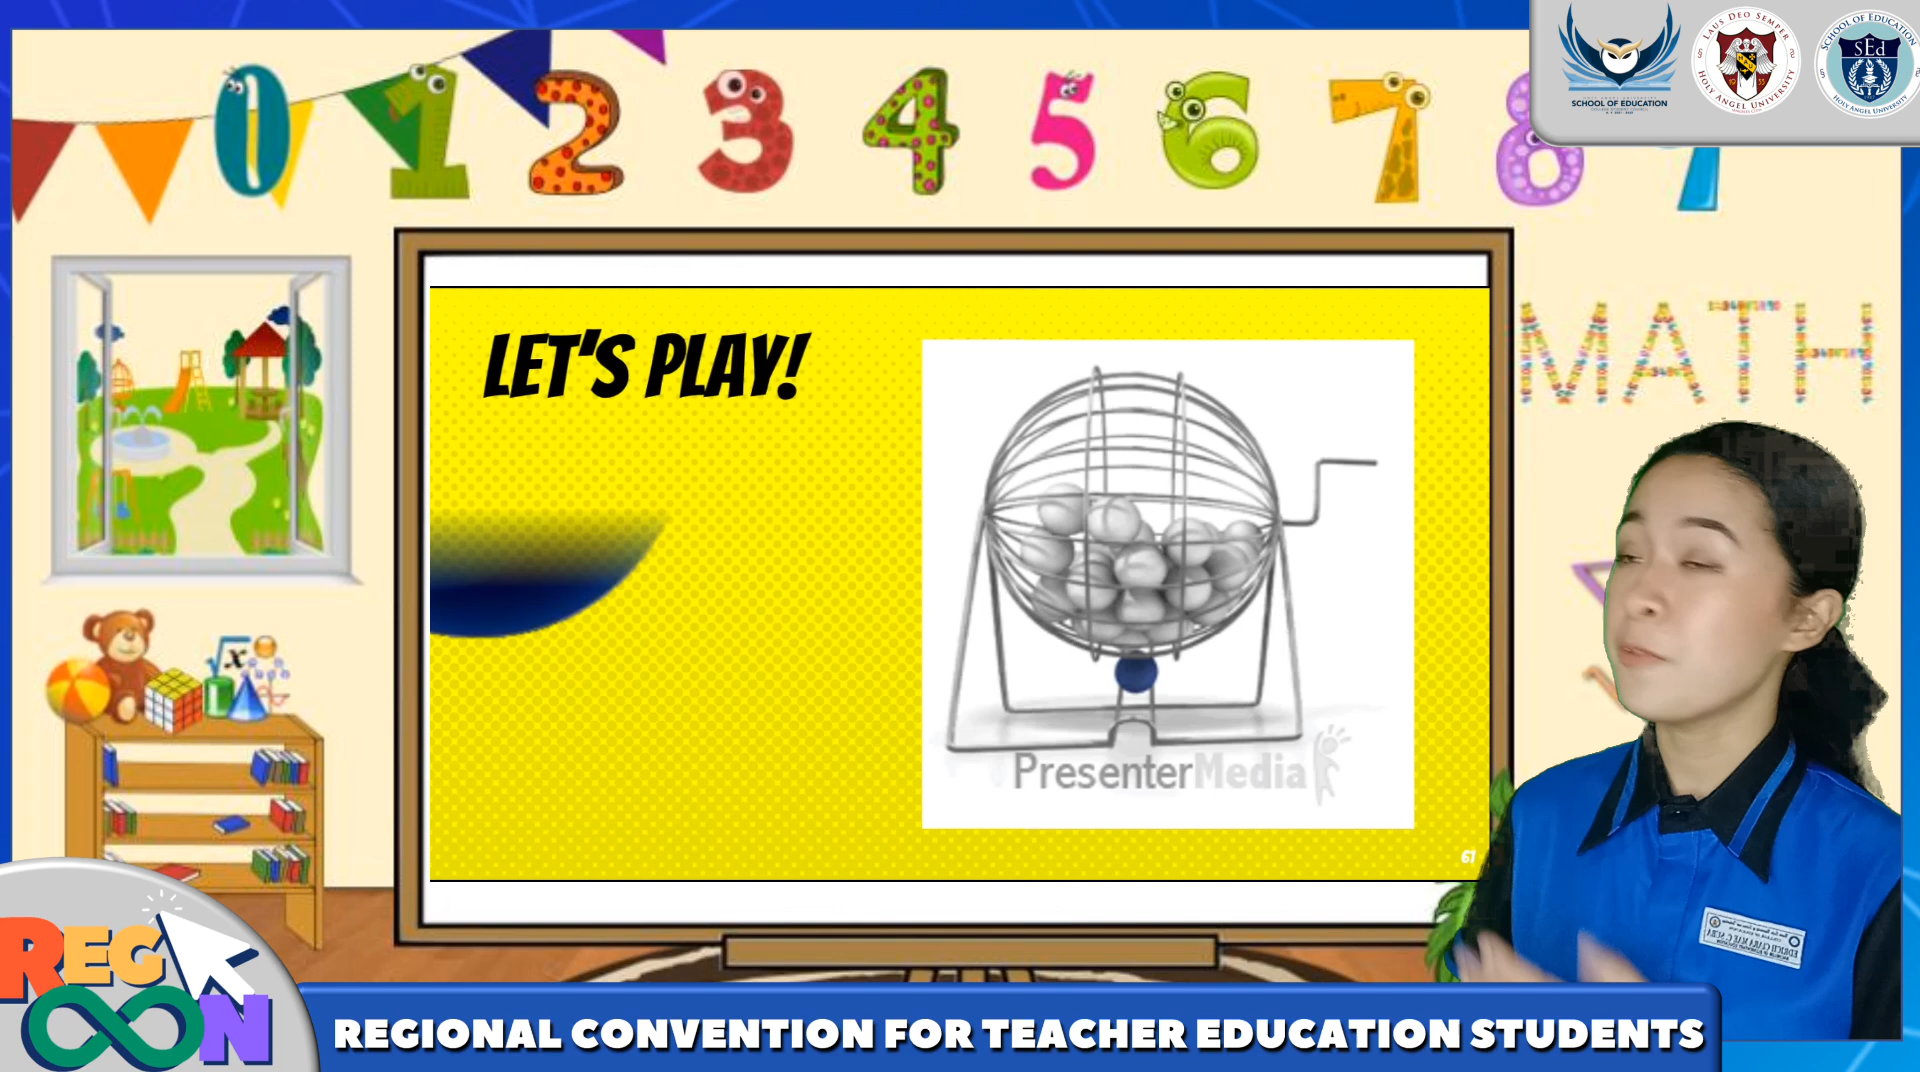 0 1 2 3 4 5 6 7 8 9
SCHOOL OF EDUCATION
LAUS DEO SEMPER
HOLY ANGEL UNIVERSITY
SCHOOL OF EDUCATION
SEd
HOLY ANGEL UNIVERSITY
LET'S PLAY!
MATH
x
PresenterMedia
61
REGCON
REGIONAL CONVENTION FOR TEACHER EDUCATION STUDENTS